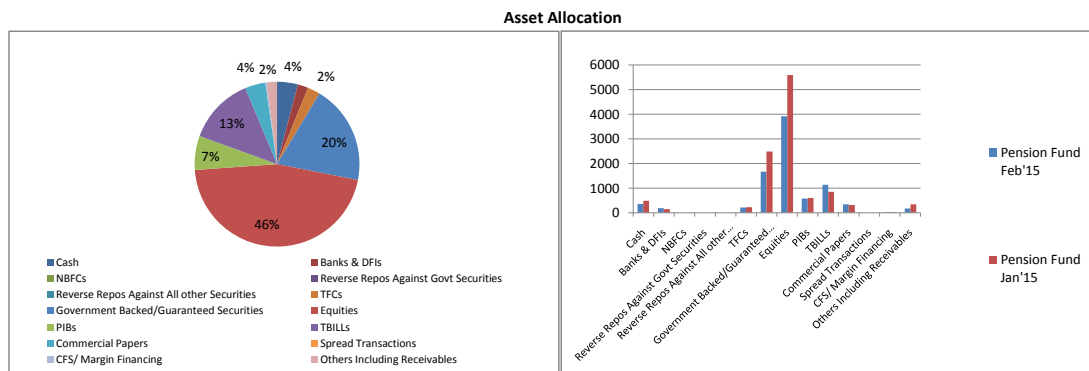 Asset Allocation
4%
2%
4%
2%
20%
13%
7%
46%
Cash
Banks & DFIs
NBFCs
Reverse Repos Against Govt Securities
Reverse Repos Against All other Securities
TFCs
Government Backed/Guaranteed Securities
Equities
PIBs
TBILLs
Commercial Papers
Spread Transactions
CFS/ Margin Financing
Others Including Receivables
6000
5000
4000
3000
2000
1000
0
Cash
Banks & DFIs
NBFCs
Reverse Repos Against Govt Securities
Reverse Repos Against All other...
TFCs
Government Backed/Guaranteed...
Equities
PIBs
TBILLs
Commercial Papers
Spread Transactions
CFS/ Margin Financing
Others Including Receivables
Pension Fund
Feb'15
Pension Fund
Jan'15